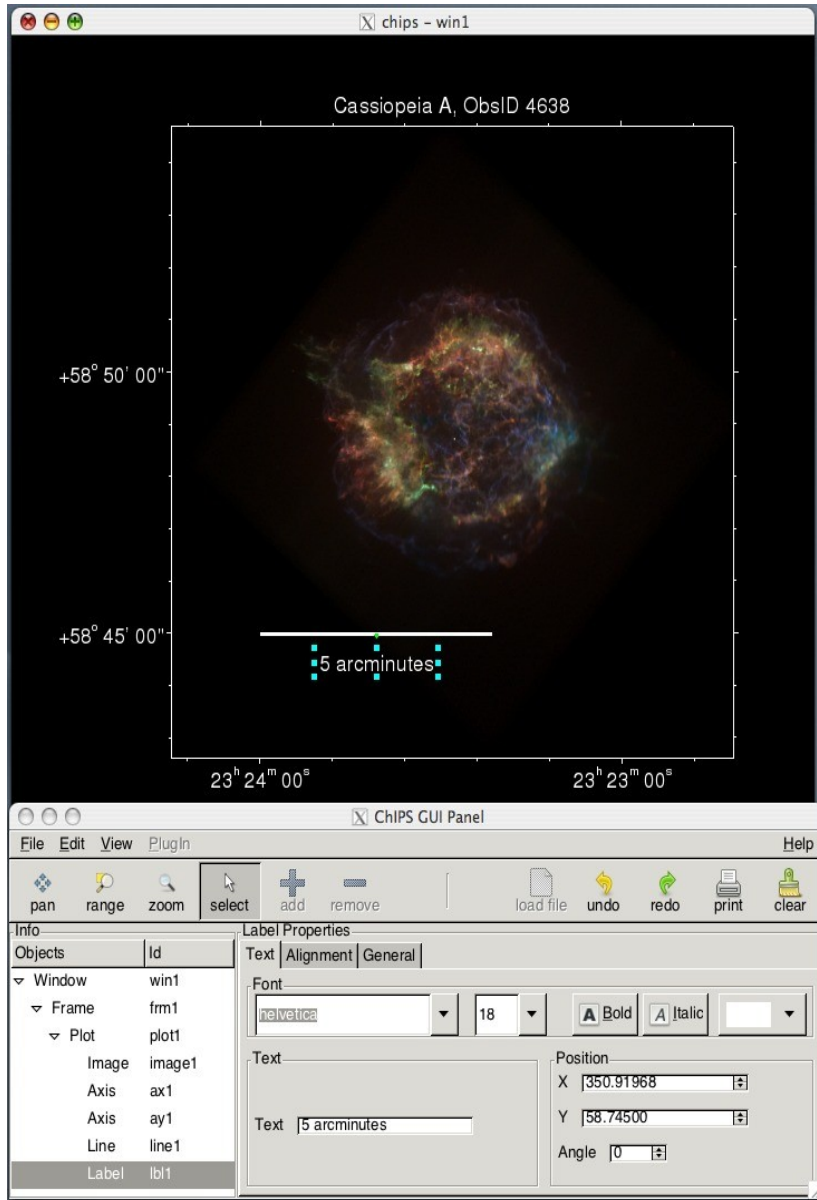 chips – win1
Cassiopeia A, ObsID 4638
+58° 50' 00"
+58° 45' 00"
5 arcminutes
23ʰ 24ᵐ 00ˢ 23ʰ 23ᵐ 00ˢ
ChIPS GUI Panel
File Edit View PlugIn Help
pan range zoom select add remove load file undo redo print clear
Info Label Properties
Objects Id Text Alignment General
Window win1
Frame frm1
Plot plot1
Image image1
Axis ax1
Axis ay1
Line line1
Label lbl1
Font
helvetica 18 A Bold A Italic
Text Position
X 350.91968
Y 58.74500
Text 5 arcminutes
Angle 0